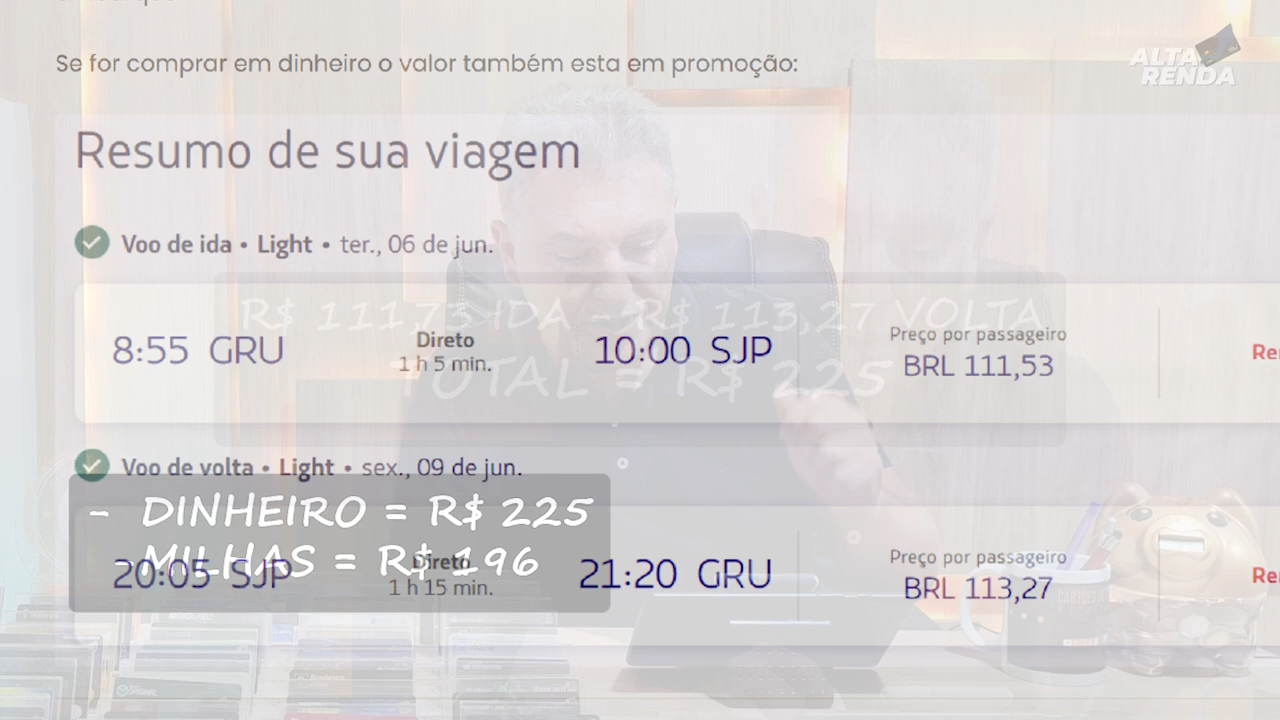 Se for comprar em dinheiro o valor também esta em promoção:
ALTA
RENDA
Resumo de sua viagem
Voo de ida • Light • ter., 06 de jun.
R$ 111,73 IDA - R$ 113,27 VOLTA
TOTAL = R$ 225
8:55 GRU
Direto
1 h 5 min.
10:00 SJP
Preço por passageiro
BRL 111,53
Voo de volta • Light • sex., 09 de jun.
- DINHEIRO = R$ 225
- MILHAS = R$ 196
20:05 SJP
Direto
1 h 15 min.
21:20 GRU
Preço por passageiro
BRL 113,27